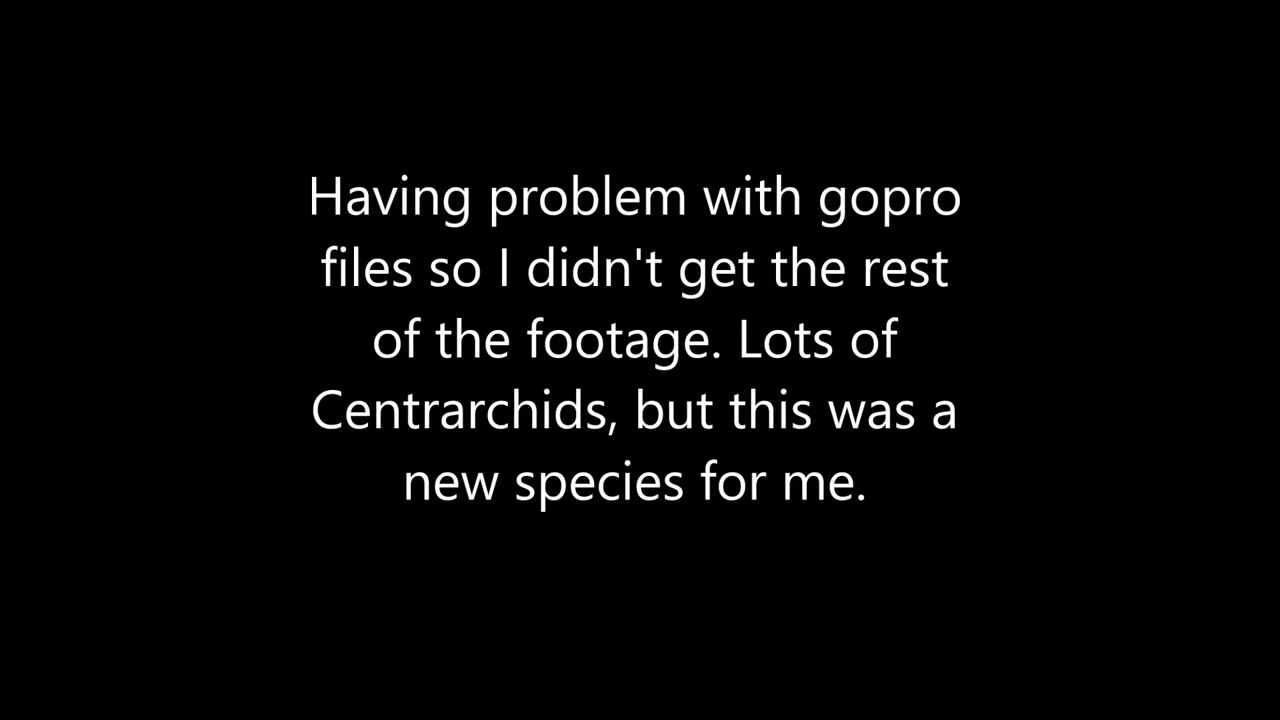 Having problem with gopro
files so I didn't get the rest
of the footage. Lots of
Centrarchids, but this was a
new species for me.